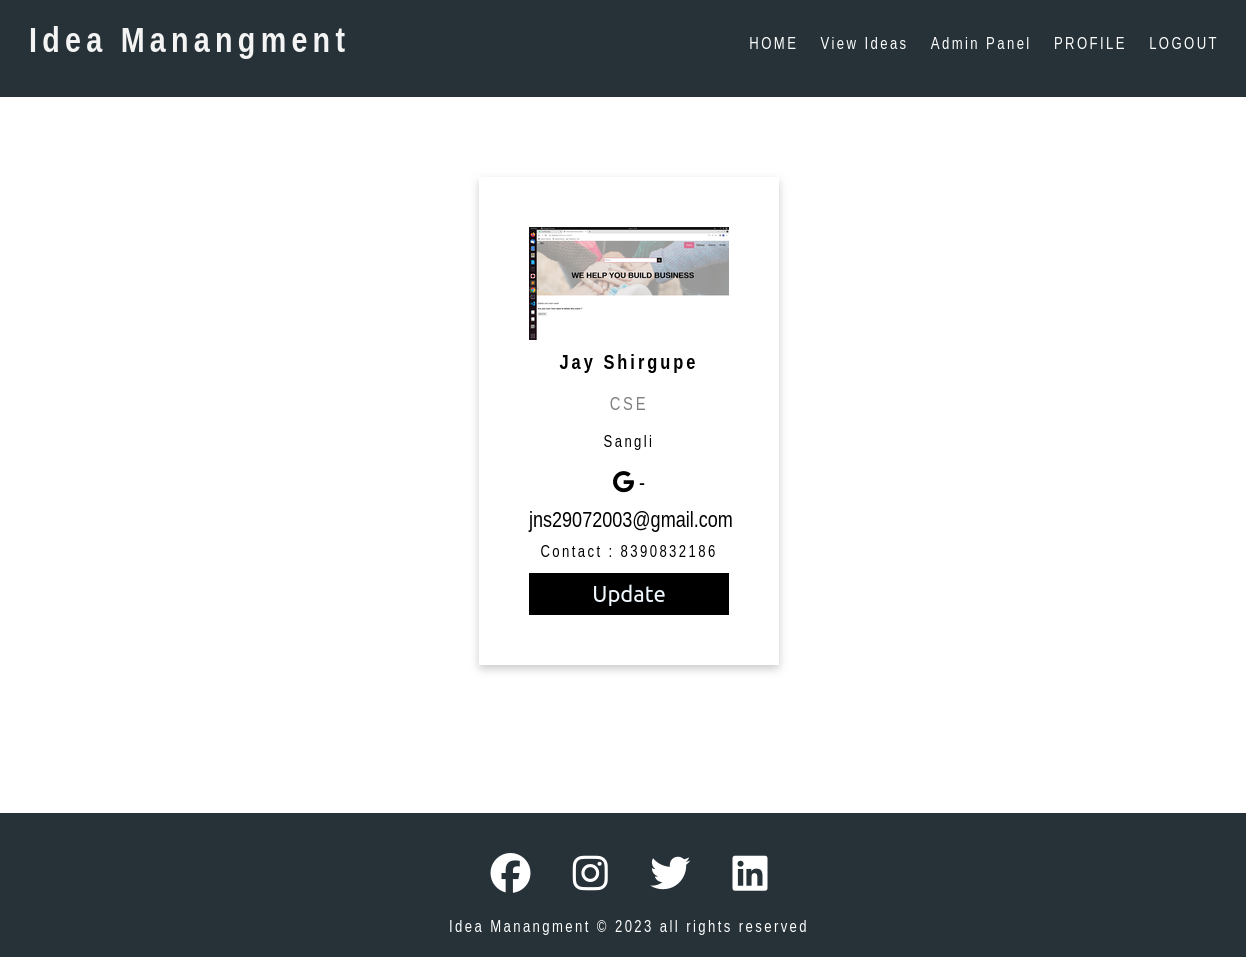 Idea Manangment
HOME View Ideas Admin Panel PROFILE LOGOUT
WE HELP YOU BUILD BUSINESS
Jay Shirgupe
CSE
Sangli
G -
jns29072003@gmail.com
Contact : 8390832186
Update
Idea Manangment © 2023 all rights reserved